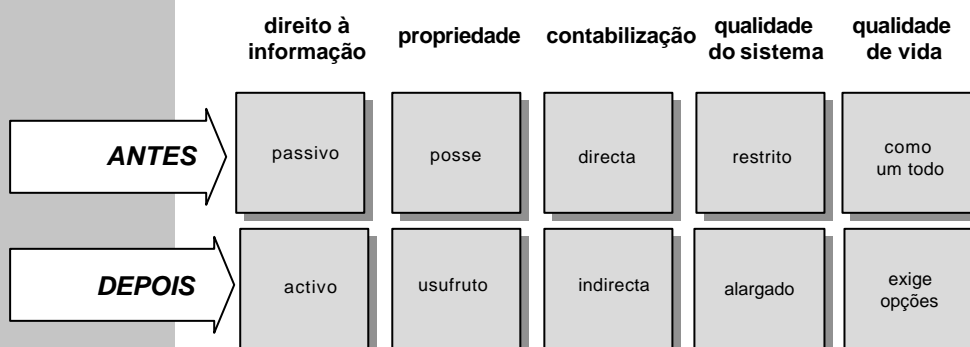 direito à
informação
propriedade
contabilização
qualidade
do sistema
qualidade
de vida
ANTES
passivo
posse
directa
restrito
como
um todo
DEPOIS
activo
usufruto
indirecta
alargado
exige
opções